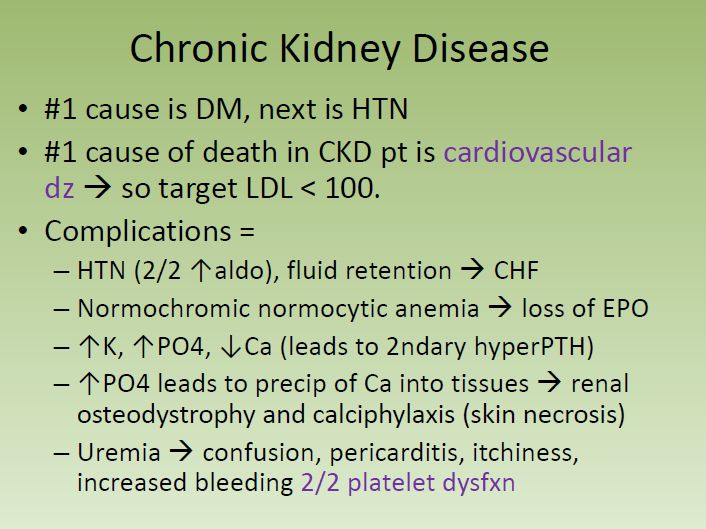 Chronic Kidney Disease
• #1 cause is DM, next is HTN
• #1 cause of death in CKD pt is cardiovascular
dz → so target LDL < 100.
• Complications =
– HTN (2/2 ↑aldo), fluid retention → CHF
– Normochromic normocytic anemia → loss of EPO
– ↑K, ↑PO4, ↓Ca (leads to 2ndary hyperPTH)
– ↑PO4 leads to precip of Ca into tissues → renal
osteodystrophy and calciphylaxis (skin necrosis)
– Uremia → confusion, pericarditis, itchiness,
increased bleeding 2/2 platelet dysfxn